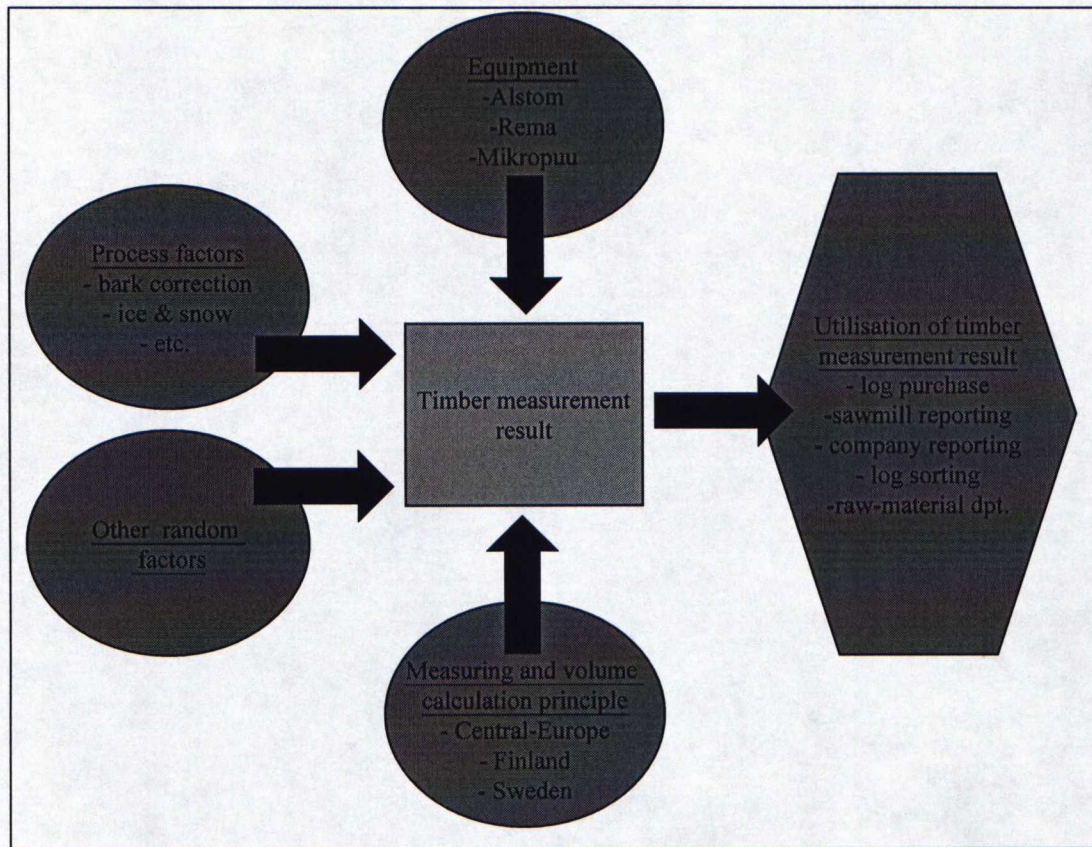 Equipment
-Alstom
-Rema
-Mikropuu
Process factors
- bark correction
- ice & snow
- etc.
Timber measurement
result
Utilisation of timber
measurement result
- log purchase
-sawmill reporting
- company reporting
- log sorting
-raw-material dpt.
Other random
factors
Measuring and volume
calculation principle
- Central-Europe
- Finland
- Sweden